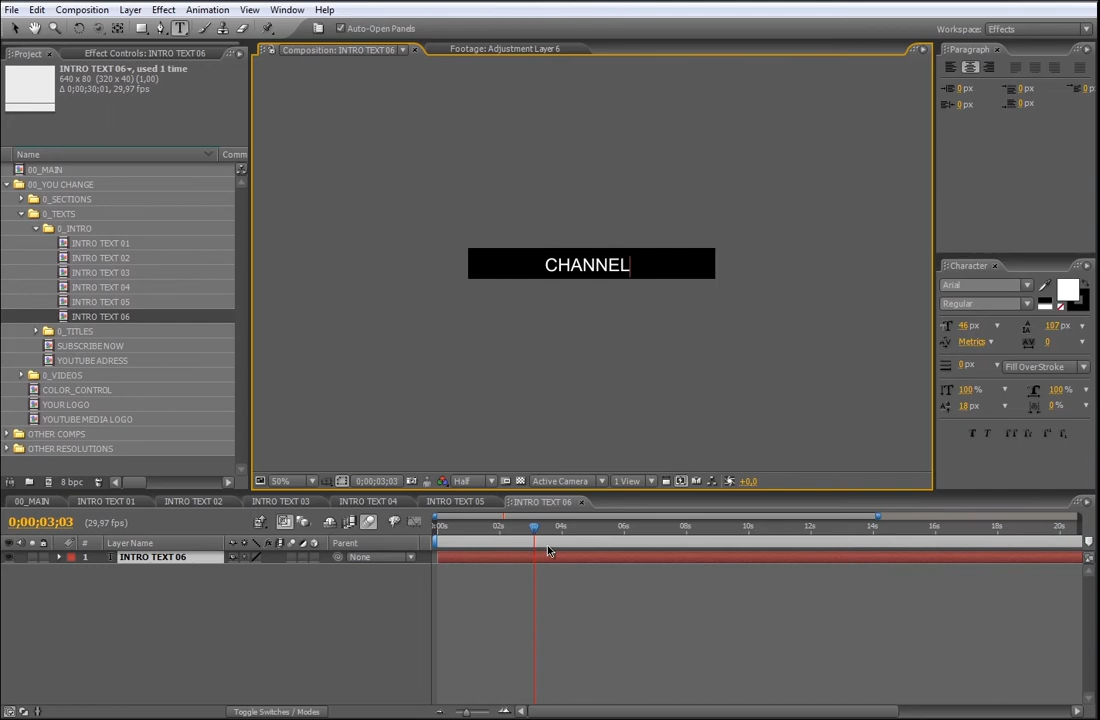 File Edit Composition Layer Effect Animation View Window Help
Auto-Open Panels
Workspace: Effects
Project Effect Controls: INTRO TEXT 06
Composition: INTRO TEXT 06 Footage: Adjustment Layer 6
INTRO TEXT 06, used 1 time
640 x 80 (320 x 40) (1,00)
Δ 0;00;30;01, 29,97 fps
Name Comm
00_MAIN
00_YOU CHANGE
0_SECTIONS
0_TEXTS
0_INTRO
INTRO TEXT 01
INTRO TEXT 02
INTRO TEXT 03
INTRO TEXT 04
INTRO TEXT 05
INTRO TEXT 06
0_TITLES
SUBSCRIBE NOW
YOUTUBE ADRESS
0_VIDEOS
COLOR_CONTROL
YOUR LOGO
YOUTUBE MEDIA LOGO
OTHER COMPS
OTHER RESOLUTIONS
8 bpc
CHANNEL
50% 0;00;03;03 Half Active Camera 1 View +0,0
Paragraph
0 px 0 px 0 p
0 px 0 px
Character
Arial
Regular
46 px 107 px
Metrics 0
0 px Fill Over Stroke
100 % 100 %
18 px 0 %
T T TT Tt T¹ T₁
00_MAIN INTRO TEXT 01 INTRO TEXT 02 INTRO TEXT 03 INTRO TEXT 04 INTRO TEXT 05 INTRO TEXT 06
0;00;03;03 (29,97 fps)
:00s 02s 04s 06s 08s 10s 12s 14s 16s 18s 20s
# Layer Name Parent
1 T INTRO TEXT 06 None
Toggle Switches / Modes